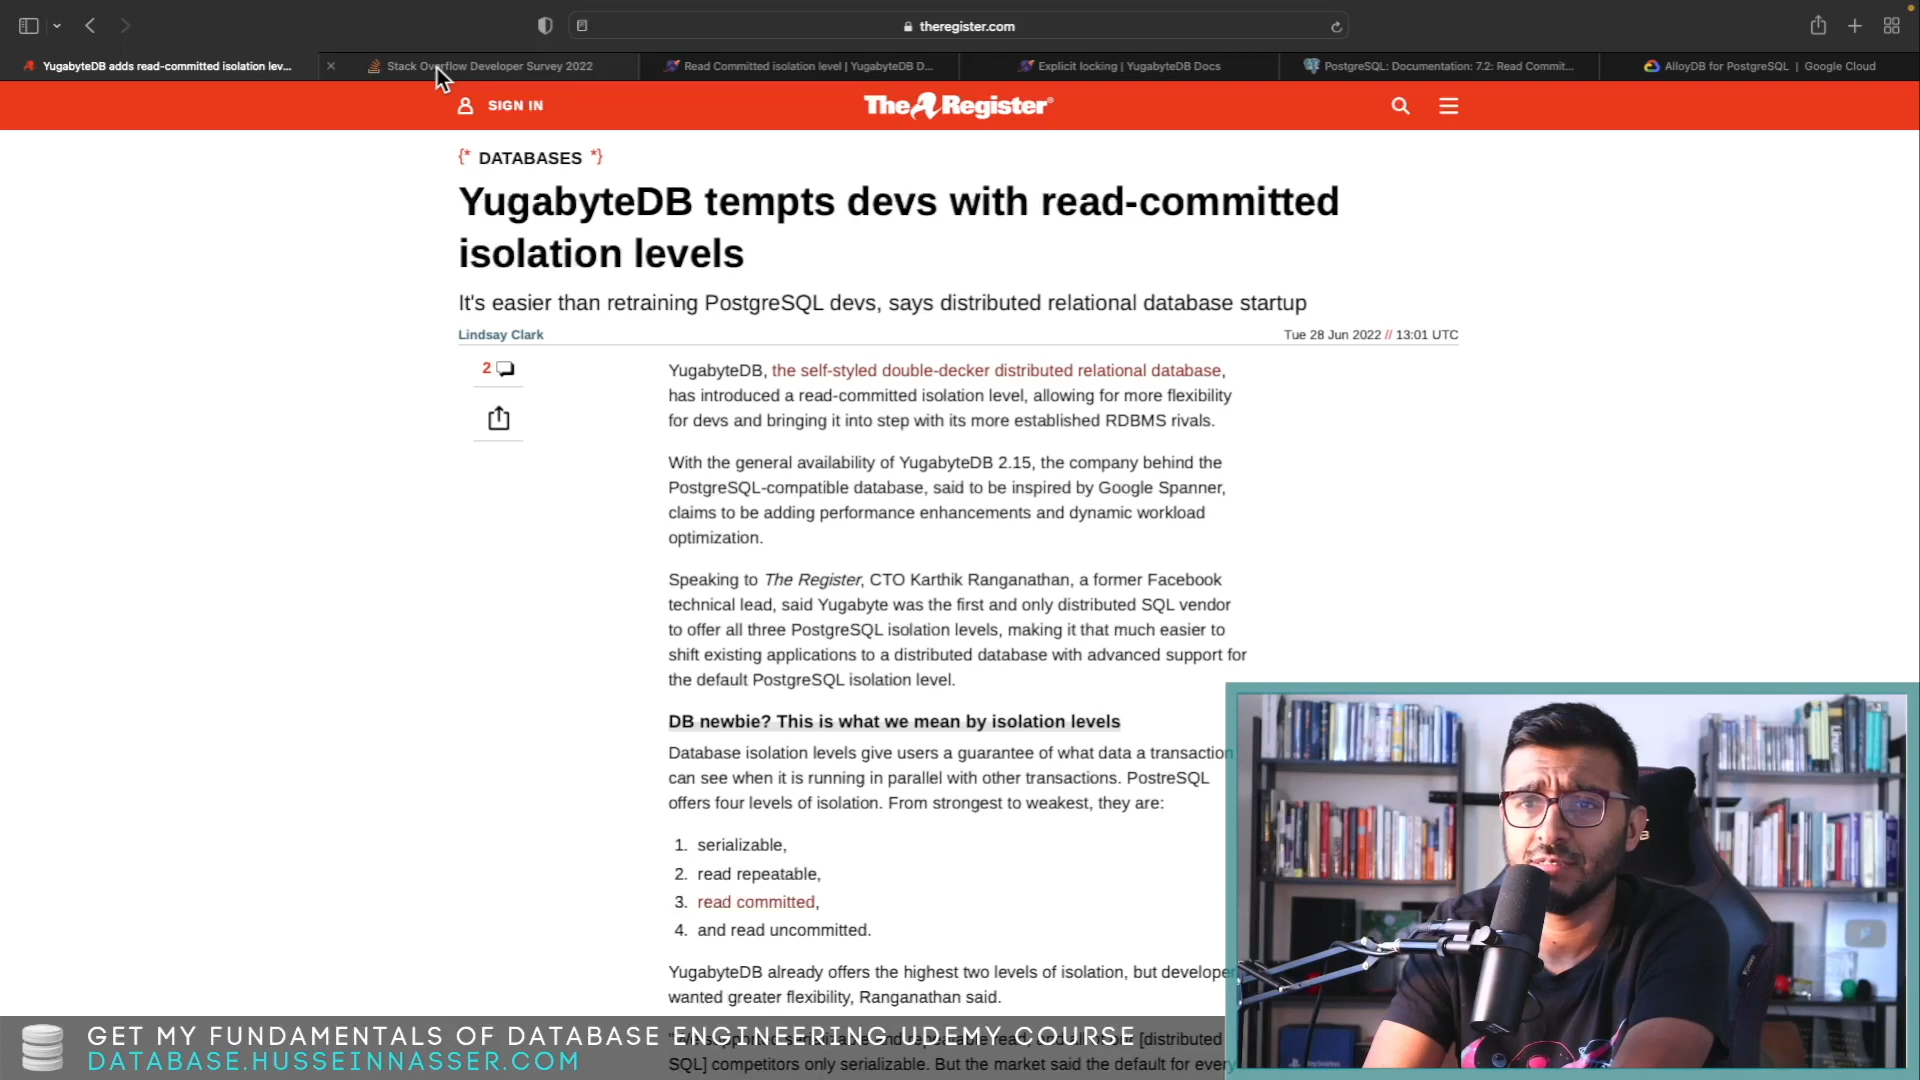 theregister.com
YugabyteDB adds read-committed isolation lev...
Stack Overflow Developer Survey 2022
Read Committed isolation level | YugabyteDB D...
Explicit locking | YugabyteDB Docs
PostgreSQL: Documentation: 7.2: Read Commit...
AlloyDB for PostgreSQL | Google Cloud
SIGN IN
The Register®
{* DATABASES *}
YugabyteDB tempts devs with read-committed
isolation levels
It's easier than retraining PostgreSQL devs, says distributed relational database startup
Lindsay Clark
Tue 28 Jun 2022 // 13:01 UTC
2
YugabyteDB, the self-styled double-decker distributed relational database,
has introduced a read-committed isolation level, allowing for more flexibility
for devs and bringing it into step with its more established RDBMS rivals.
With the general availability of YugabyteDB 2.15, the company behind the
PostgreSQL-compatible database, said to be inspired by Google Spanner,
claims to be adding performance enhancements and dynamic workload
optimization.
Speaking to The Register, CTO Karthik Ranganathan, a former Facebook
technical lead, said Yugabyte was the first and only distributed SQL vendor
to offer all three PostgreSQL isolation levels, making it that much easier to
shift existing applications to a distributed database with advanced support for
the default PostgreSQL isolation level.
DB newbie? This is what we mean by isolation levels
Database isolation levels give users a guarantee of what data a transaction
can see when it is running in parallel with other transactions. PostreSQL
offers four levels of isolation. From strongest to weakest, they are:
1. serializable,
2. read repeatable,
3. read committed,
4. and read uncommitted.
YugabyteDB already offers the highest two levels of isolation, but developer
wanted greater flexibility, Ranganathan said.
[distributed
SQL] competitors only serializable. But the market said the default for every
GET MY FUNDAMENTALS OF DATABASE ENGINEERING UDEMY COURSE
DATABASE.HUSSEINNASSER.COM